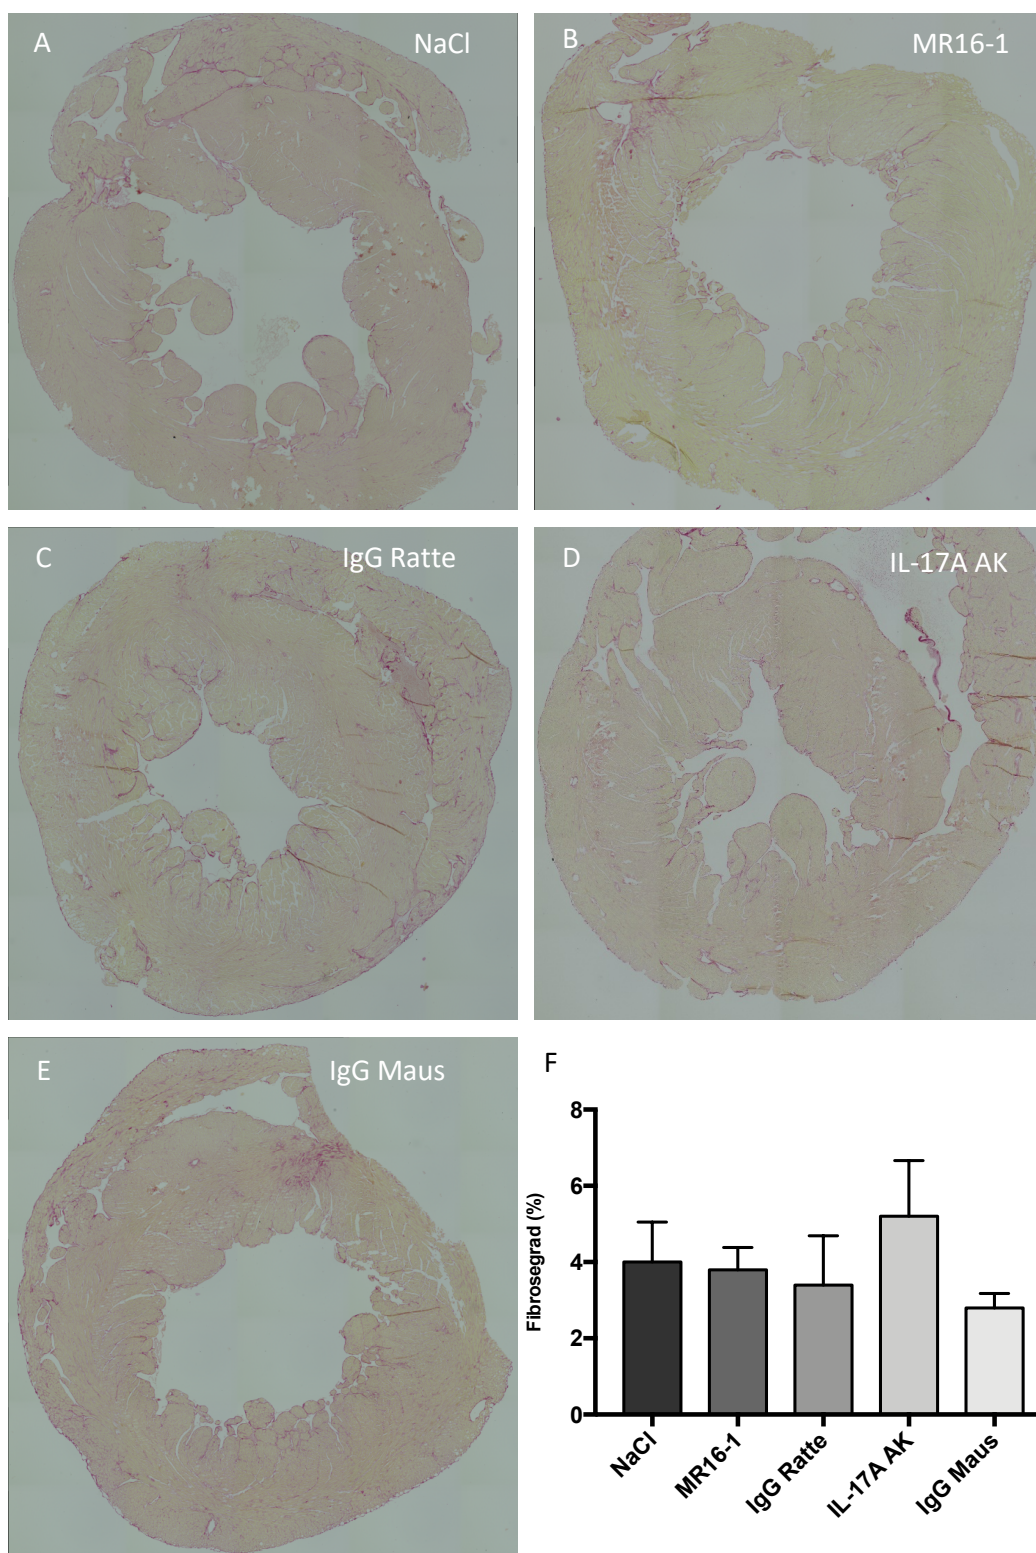 A
NaCl
B
MR16-1
C
IgG Ratte
D
IL-17A AK
E
IgG Maus
F
Fibrosegrad (%)
8
6
4
2
0
NaCl
MR16-1
IgG Ratte
IL-17A AK
IgG Maus